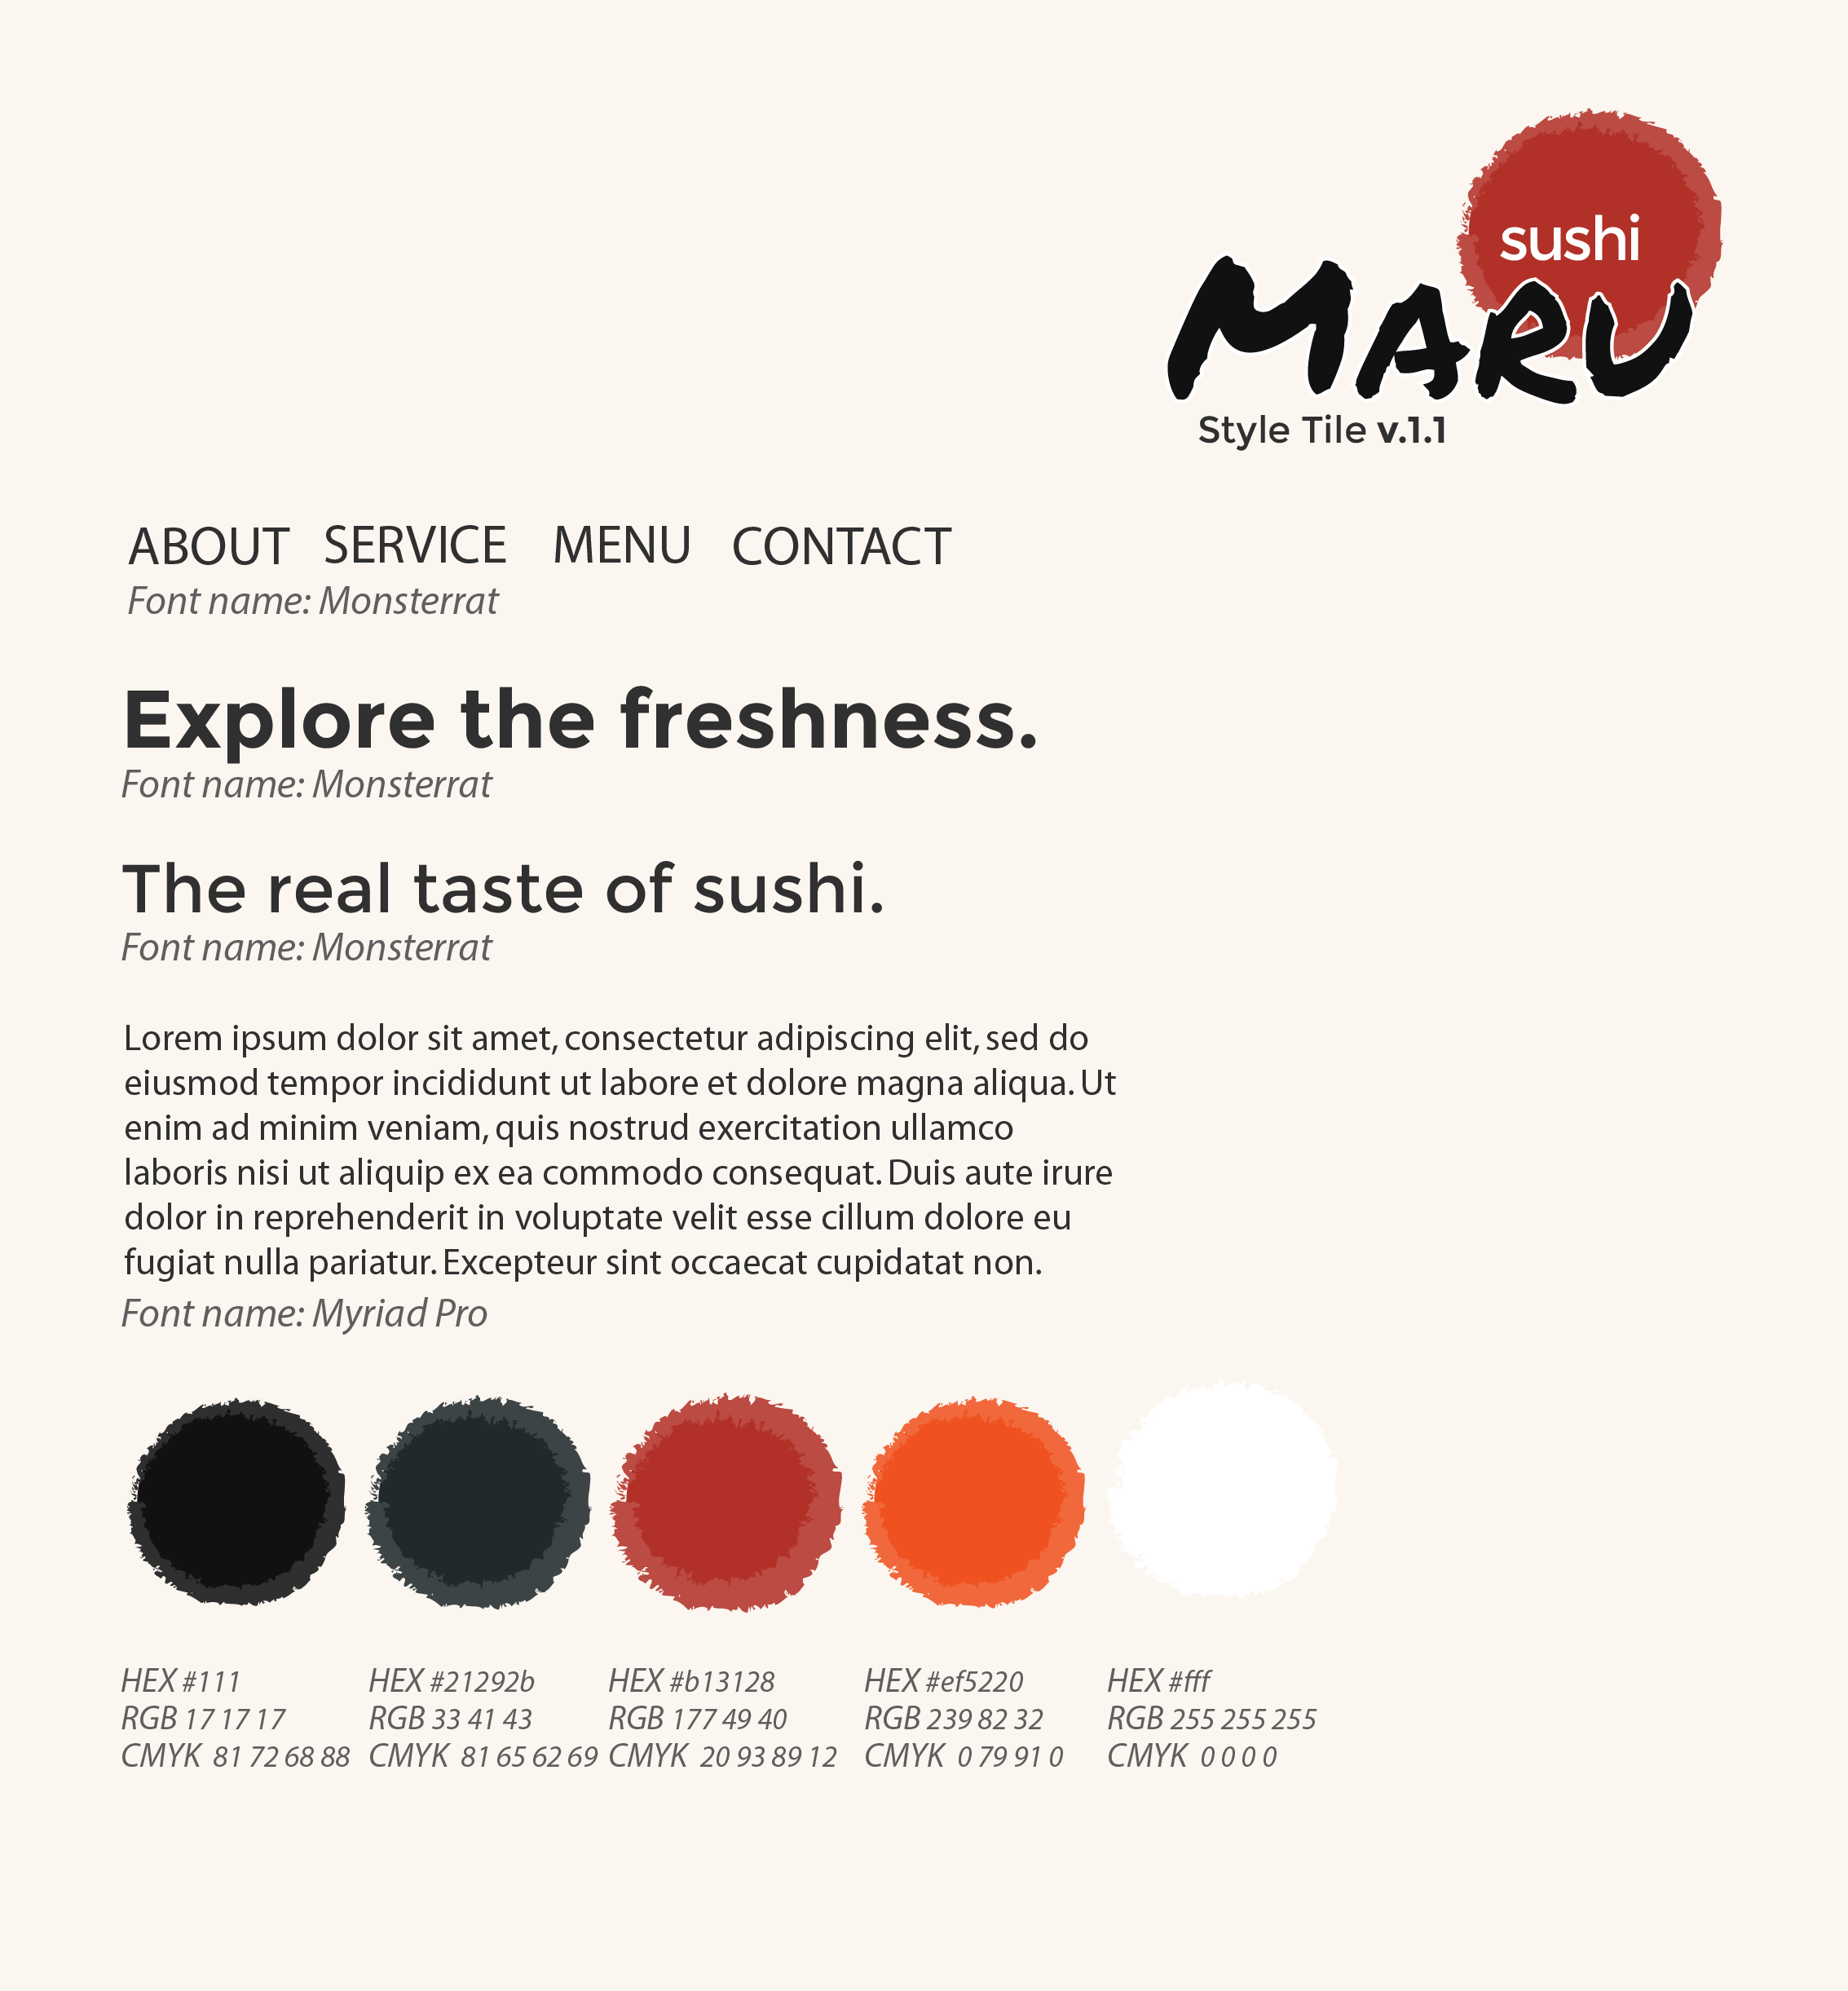 sushi
MARU
Style Tile v.1.1
ABOUT SERVICE MENU CONTACT
Font name: Monsterrat
Explore the freshness.
Font name: Monsterrat
The real taste of sushi.
Font name: Monsterrat
Lorem ipsum dolor sit amet, consectetur adipiscing elit, sed do
eiusmod tempor incididunt ut labore et dolore magna aliqua. Ut
enim ad minim veniam, quis nostrud exercitation ullamco
laboris nisi ut aliquip ex ea commodo consequat. Duis aute irure
dolor in reprehenderit in voluptate velit esse cillum dolore eu
fugiat nulla pariatur. Excepteur sint occaecat cupidatat non.
Font name: Myriad Pro
HEX #111
RGB 17 17 17
CMYK 81 72 68 88
HEX #21292b
RGB 33 41 43
CMYK 81 65 62 69
HEX #b13128
RGB 177 49 40
CMYK 20 93 89 12
HEX #ef5220
RGB 239 82 32
CMYK 0 79 91 0
HEX #fff
RGB 255 255 255
CMYK 0 0 0 0